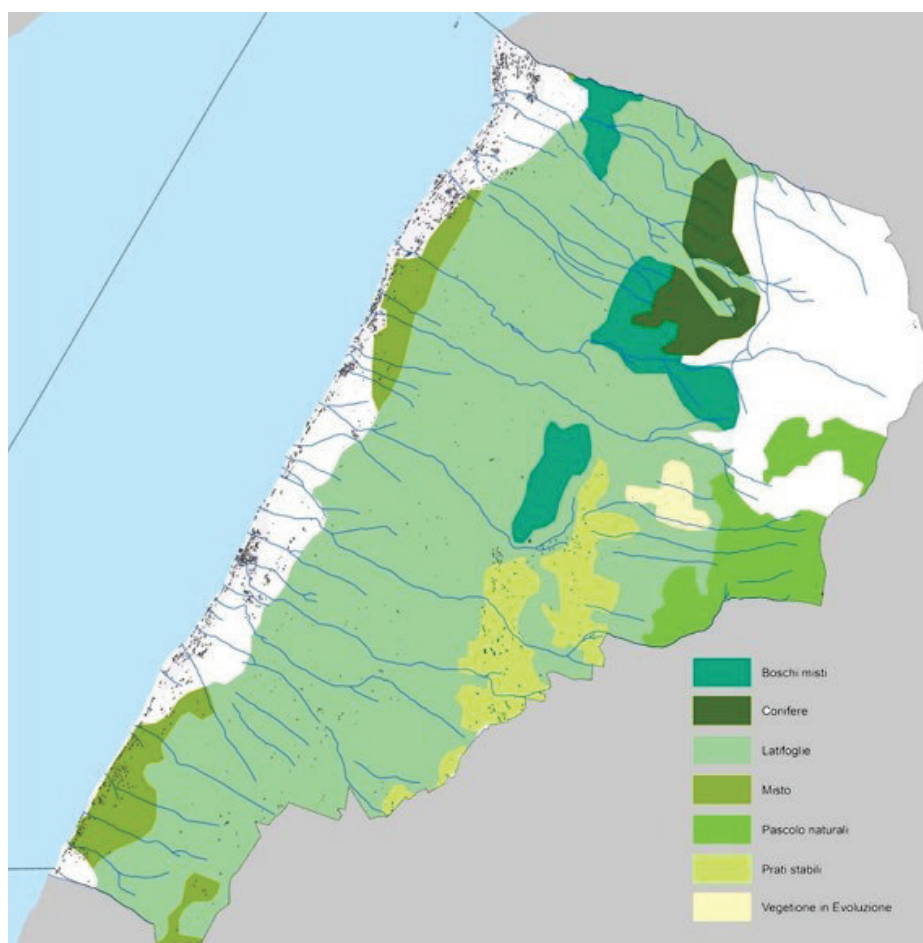 Boschi misti
Conifere
Latifoglie
Misto
Pascolo naturali
Prati stabili
Vegetione in Evoluzione